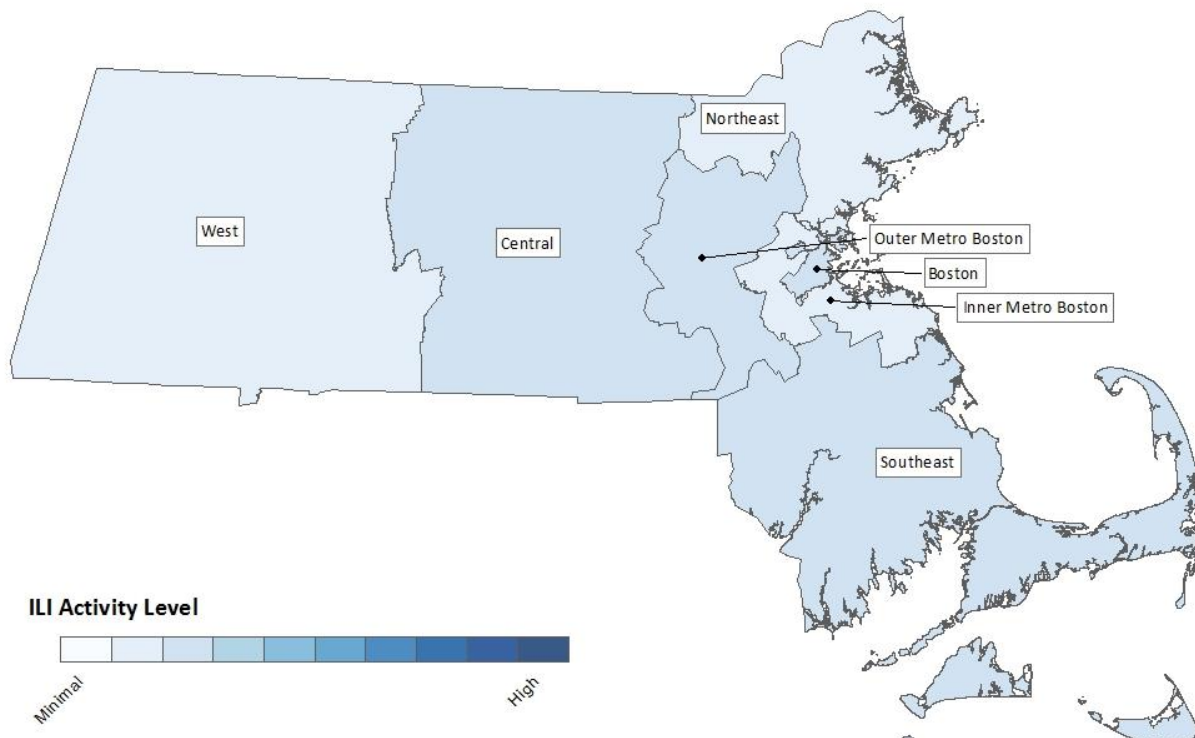 Northeast
West
Central
Outer Metro Boston
Boston
Inner Metro Boston
Southeast
ILI Activity Level
Minimal
High